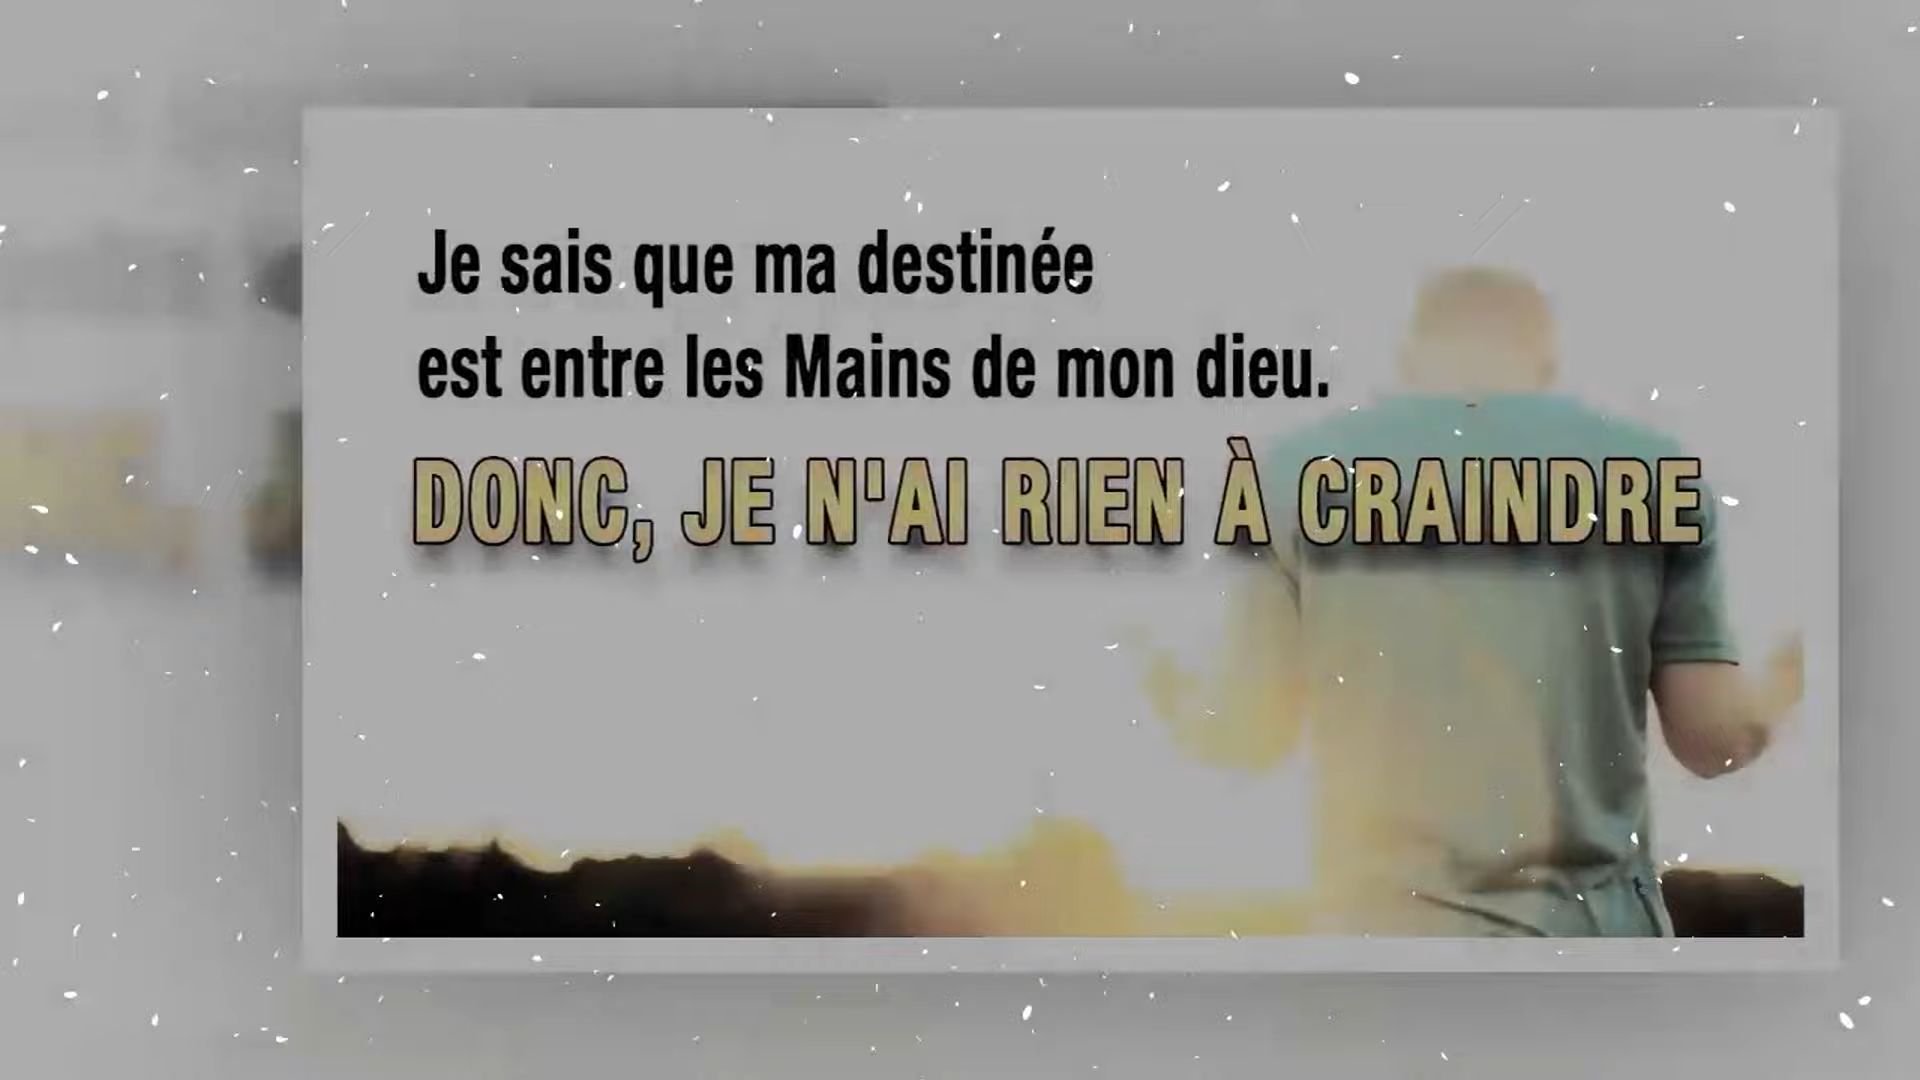 Je sais que ma destinée
est entre les Mains de mon dieu.
DONC, JE N'AI RIEN À CRAINDRE